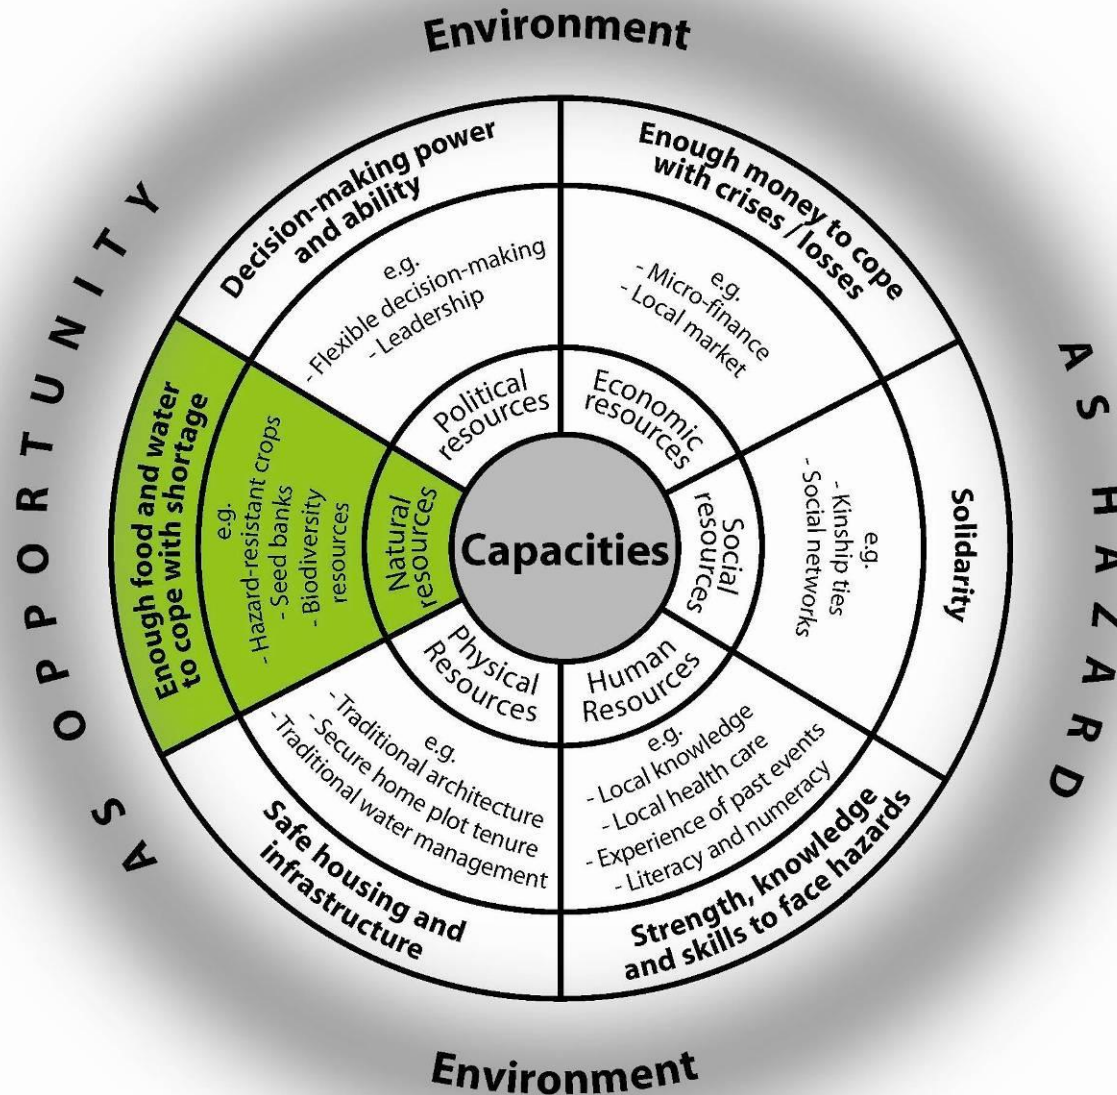 Environment
AS OPPORTUNITY
AS HAZARD
Decision-making power
and ability
e.g.
- Flexible decision-making
- Leadership
Political
resources
Enough money to cope
with crises / losses
e.g.
- Micro-finance
- Local market
Economic
resources
Solidarity
e.g.
- Kinship ties
- Social networks
Social
resources
Strength, knowledge
and skills to face hazards
e.g.
- Local knowledge
- Local health care
- Experience of past events
- Literacy and numeracy
Human
Resources
Safe housing and
infrastructure
e.g.
- Traditional architecture
- Secure home plot tenure
- Traditional water management
Physical
Resources
Enough food and water
to cope with shortage
e.g.
- Hazard-resistant crops
- Seed banks
- Biodiversity
resources
Natural
resources
Capacities
Environment